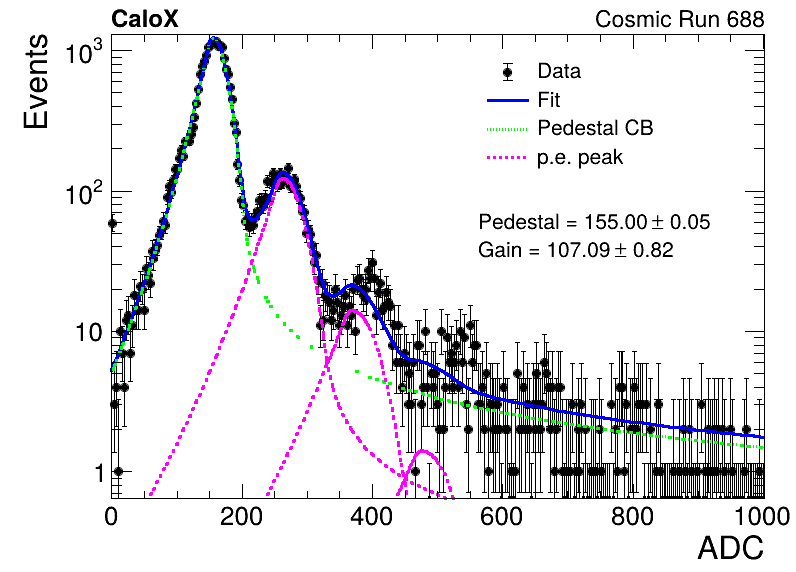 CaloX Cosmic Run 688
Events
10³
10²
10
1
Data
Fit
Pedestal CB
p.e. peak
Pedestal = 155.00 ± 0.05
Gain = 107.09 ± 0.82
0 200 400 600 800 1000
ADC